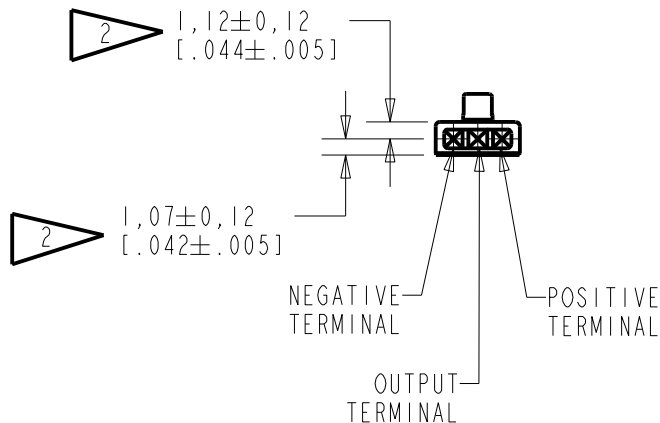 2
1,12±0,12
[.044±.005]
2
1,07±0,12
[.042±.005]
NEGATIVE
TERMINAL
POSITIVE
TERMINAL
OUTPUT
TERMINAL